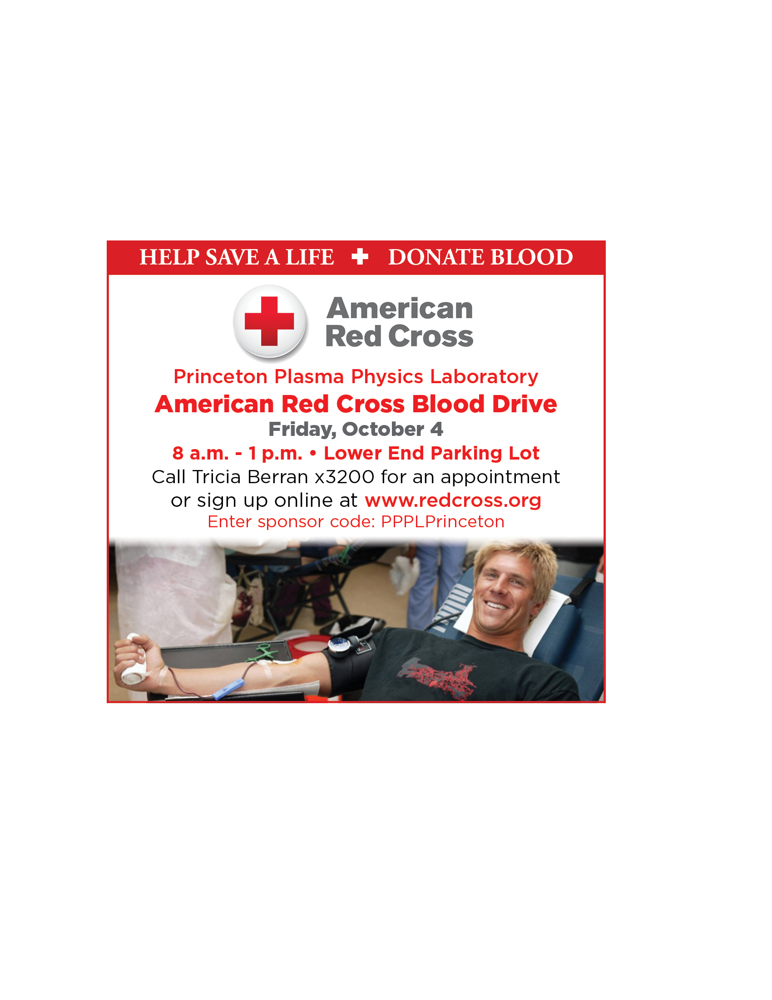 HELP SAVE A LIFE ✚ DONATE BLOOD
American
Red Cross
Princeton Plasma Physics Laboratory
American Red Cross Blood Drive
Friday, October 4
8 a.m. - 1 p.m. • Lower End Parking Lot
Call Tricia Berran x3200 for an appointment
or sign up online at www.redcross.org
Enter sponsor code: PPPLPrinceton